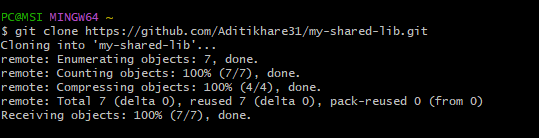 PC@MSI MINGW64 ~
$ git clone https://github.com/Aditikhare31/my-shared-lib.git
Cloning into 'my-shared-lib'...
remote: Enumerating objects: 7, done.
remote: Counting objects: 100% (7/7), done.
remote: Compressing objects: 100% (4/4), done.
remote: Total 7 (delta 0), reused 7 (delta 0), pack-reused 0 (from 0)
Receiving objects: 100% (7/7), done.